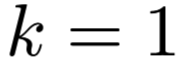 k = 1